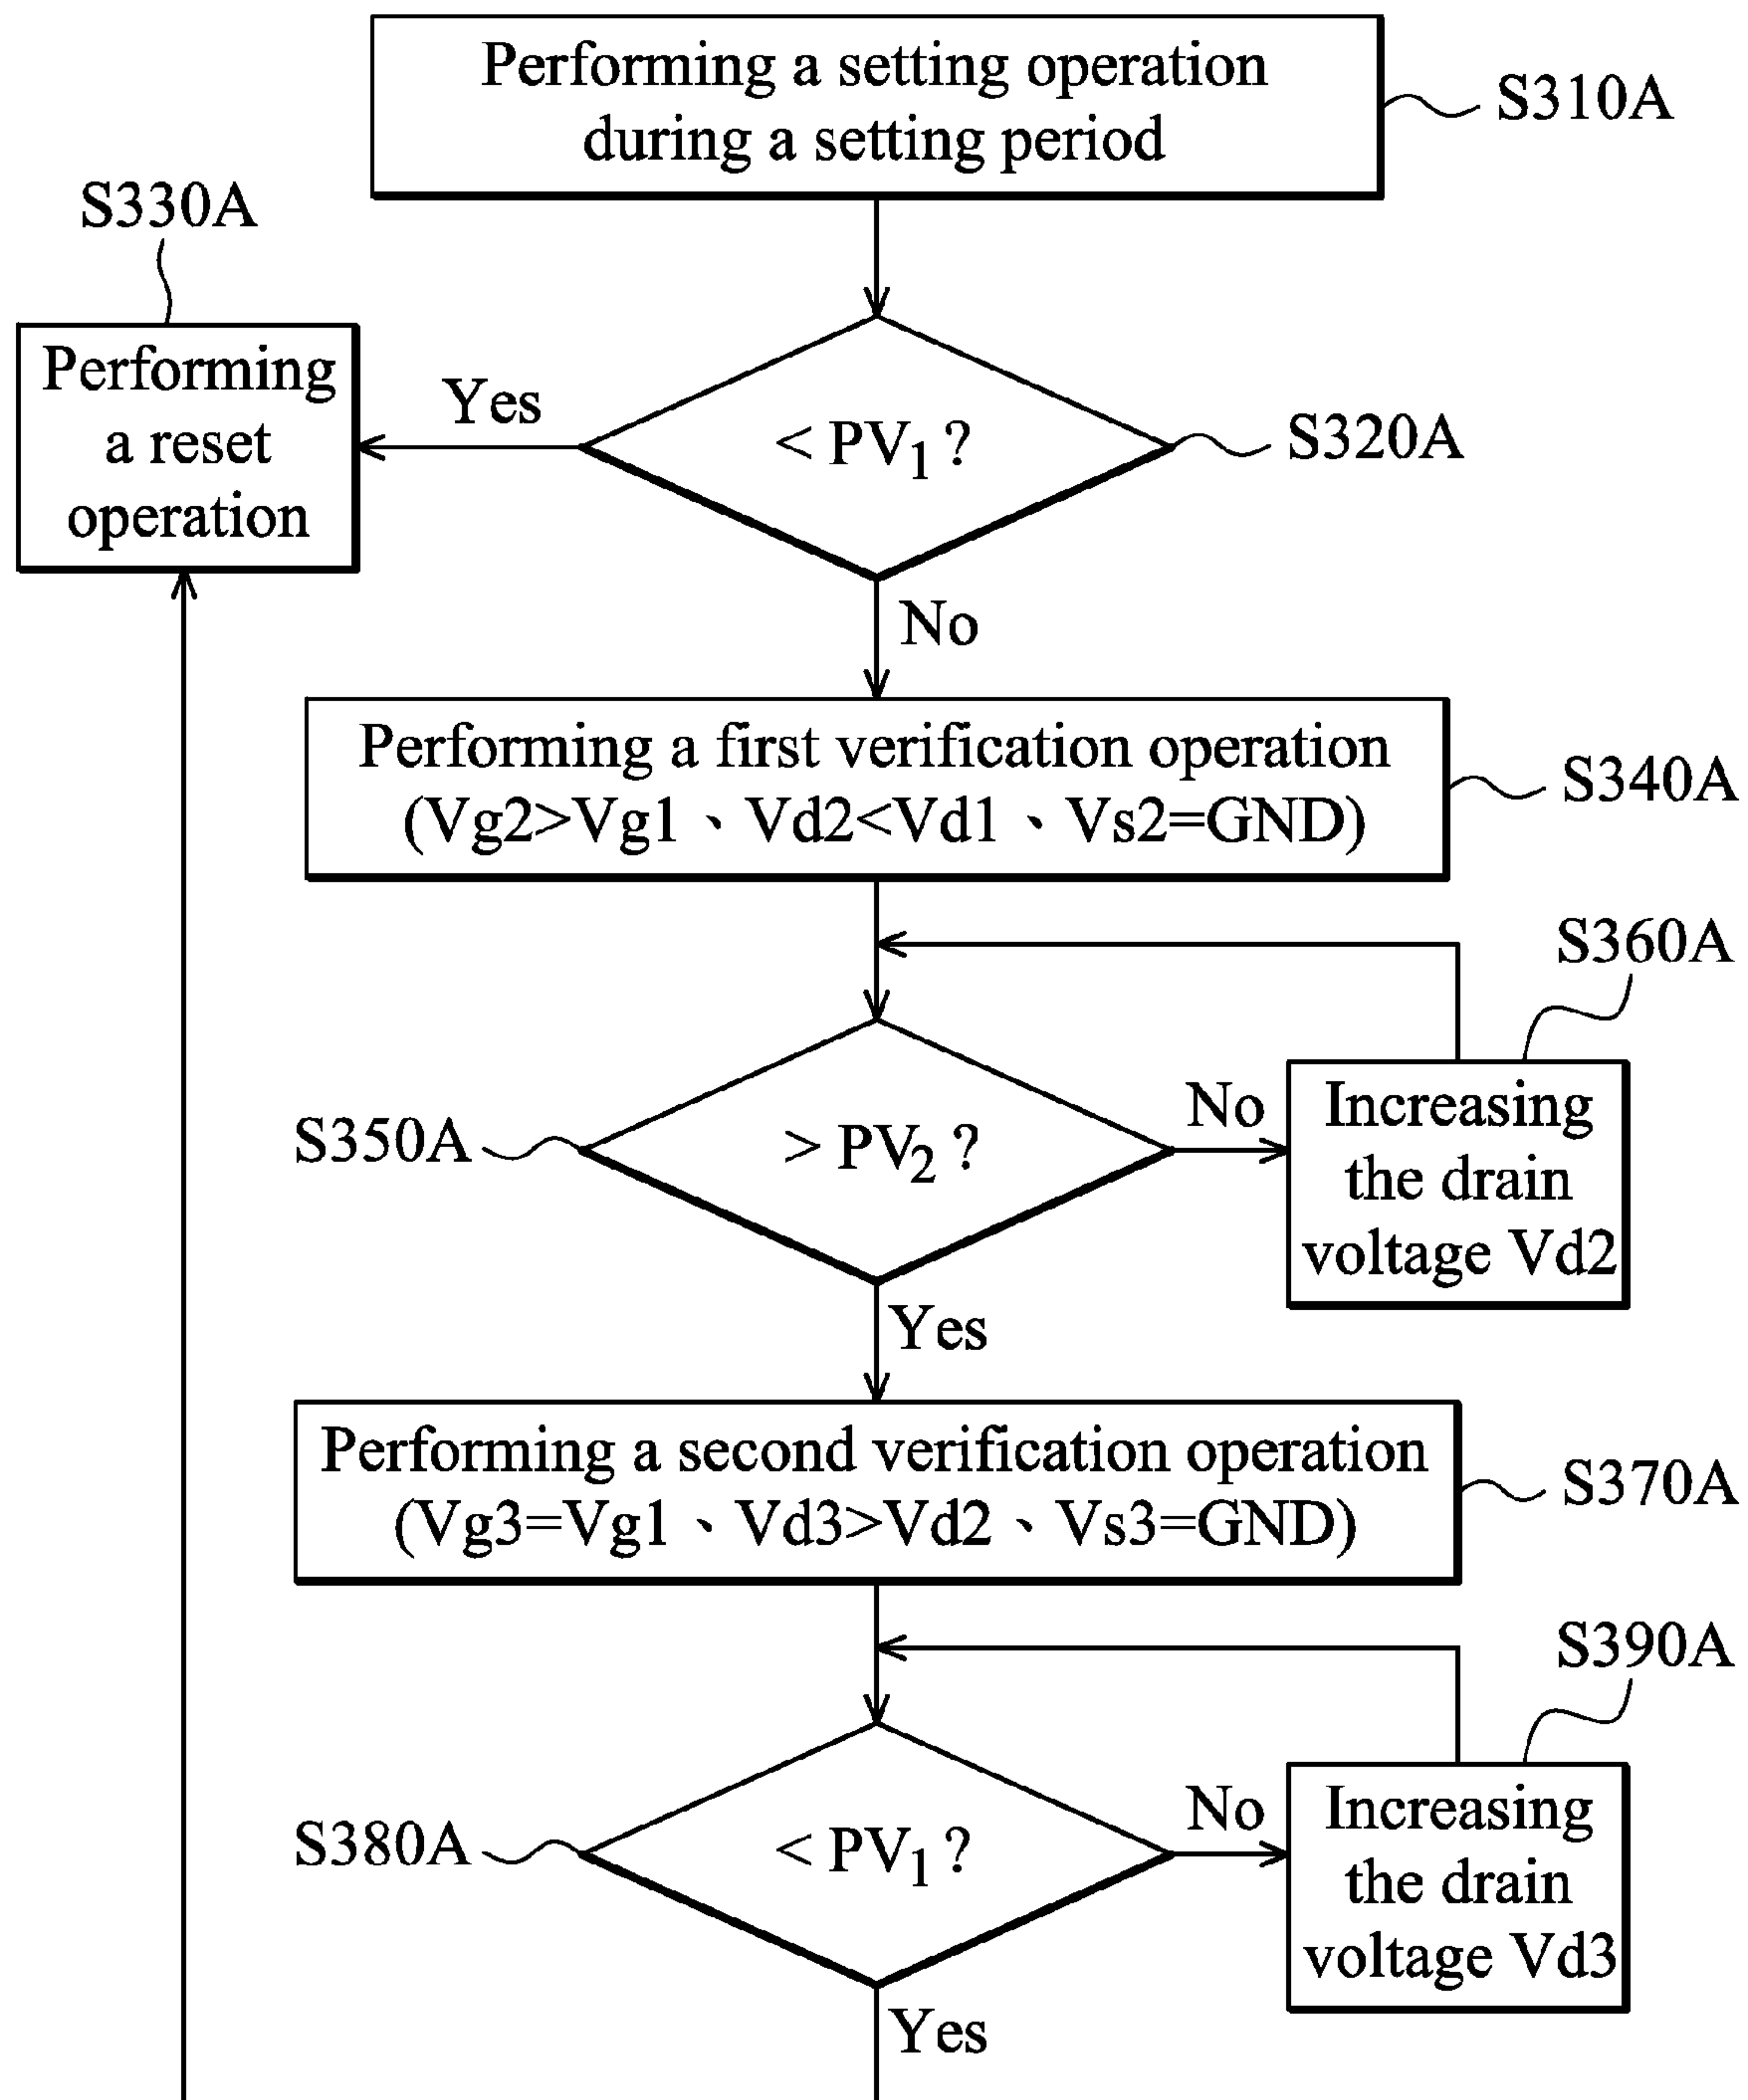 Performing a setting operation
during a setting period
S310A
S330A
Performing
a reset
operation
Yes
< PV1 ?
S320A
No
Performing a first verification operation
(Vg2>Vg1、Vd2<Vd1、Vs2=GND)
S340A
S360A
S350A
> PV2 ?
No
Increasing
the drain
voltage Vd2
Yes
Performing a second verification operation
(Vg3=Vg1、Vd3>Vd2、Vs3=GND)
S370A
S390A
S380A
< PV1 ?
No
Increasing
the drain
voltage Vd3
Yes